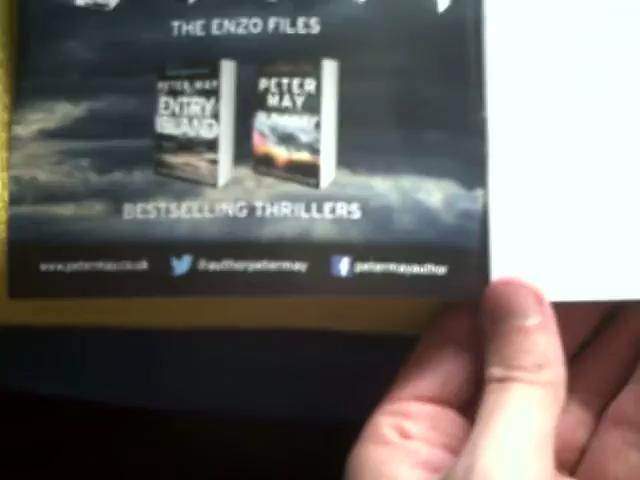 THE ENZO FILES
PETER MAY
ENTRY
ISLAND
PETER
MAY
BESTSELLING THRILLERS
www.petermay.co.uk @authorpetermay petermayauthor